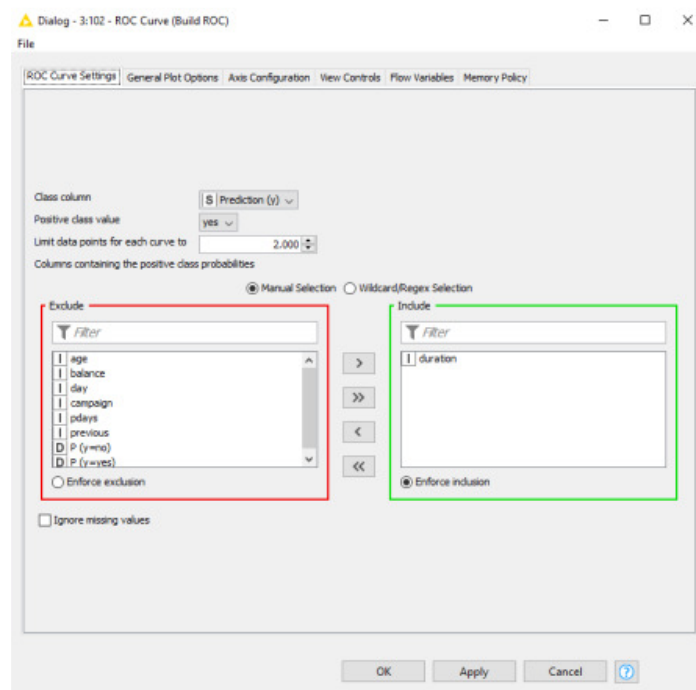 Dialog - 3:102 - ROC Curve (Build ROC)
File
ROC Curve Settings General Plot Options Axis Configuration View Controls Flow Variables Memory Policy
Class column S Prediction (y)
Positive class value yes
Limit data points for each curve to 2.000
Columns containing the positive class probabilities
Manual Selection Wildcard/Regex Selection
Exclude Include
Filter Filter
I age > I duration
I balance
I day
I campaign >>
I pdays
I previous <
D P (y=no)
D P (y=yes) <<
Enforce exclusion Enforce inclusion
Ignore missing values
OK Apply Cancel ?